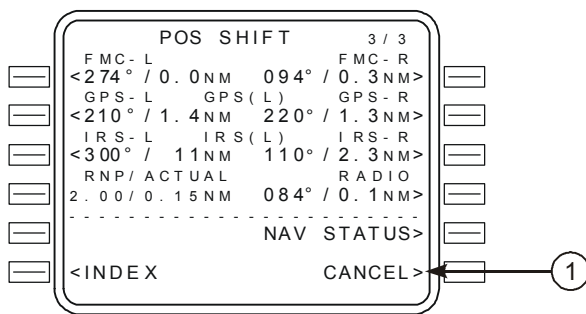 POS SHIFT 3/3
FMC-L FMC-R
<274°/0.0NM 094°/0.3NM>
GPS-L GPS(L) GPS-R
<210°/1.4NM 220°/1.3NM>
IRS-L IRS(L) IRS-R
<300°/ 11NM 110°/2.3NM>
RNP/ACTUAL RADIO
2.00/0.15NM 084°/0.1NM>
------------------------
NAV STATUS>
<INDEX CANCEL>
1